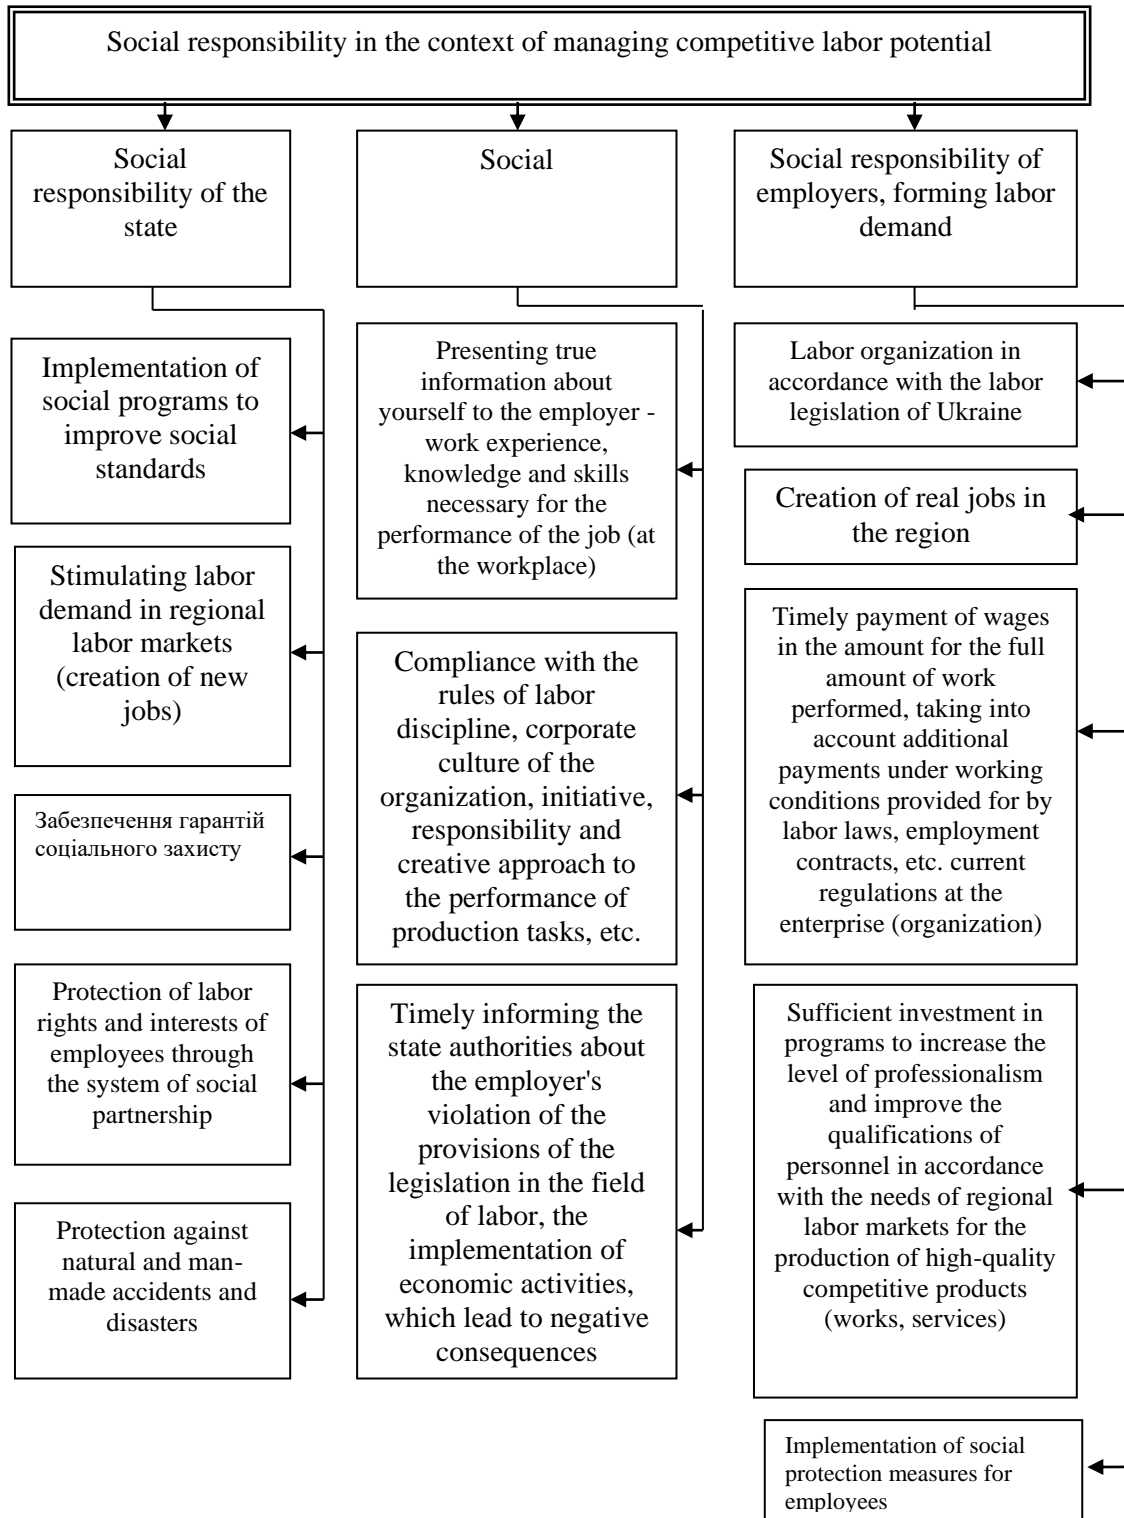 Social responsibility in the context of managing competitive labor potential
Social
responsibility of the
state
Implementation of
social programs to
improve social
standards
Stimulating labor
demand in regional
labor markets
(creation of new
jobs)
Забезпечення гарантій
соціального захисту
Protection of labor
rights and interests of
employees through
the system of social
partnership
Protection against
natural and man-
made accidents and
disasters
Social
Presenting true
information about
yourself to the employer -
work experience,
knowledge and skills
necessary for the
performance of the job (at
the workplace)
Compliance with the
rules of labor
discipline, corporate
culture of the
organization, initiative,
responsibility and
creative approach to
the performance of
production tasks, etc.
Timely informing the
state authorities about
the employer's
violation of the
provisions of the
legislation in the field
of labor, the
implementation of
economic activities,
which lead to negative
consequences
Social responsibility of
employers, forming labor
demand
Labor organization in
accordance with the labor
legislation of Ukraine
Creation of real jobs in
the region
Timely payment of wages
in the amount for the full
amount of work
performed, taking into
account additional
payments under working
conditions provided for by
labor laws, employment
contracts, etc. current
regulations at the
enterprise (organization)
Sufficient investment in
programs to increase the
level of professionalism
and improve the
qualifications of
personnel in accordance
with the needs of regional
labor markets for the
production of high-quality
competitive products
(works, services)
Implementation of social
protection measures for
employees